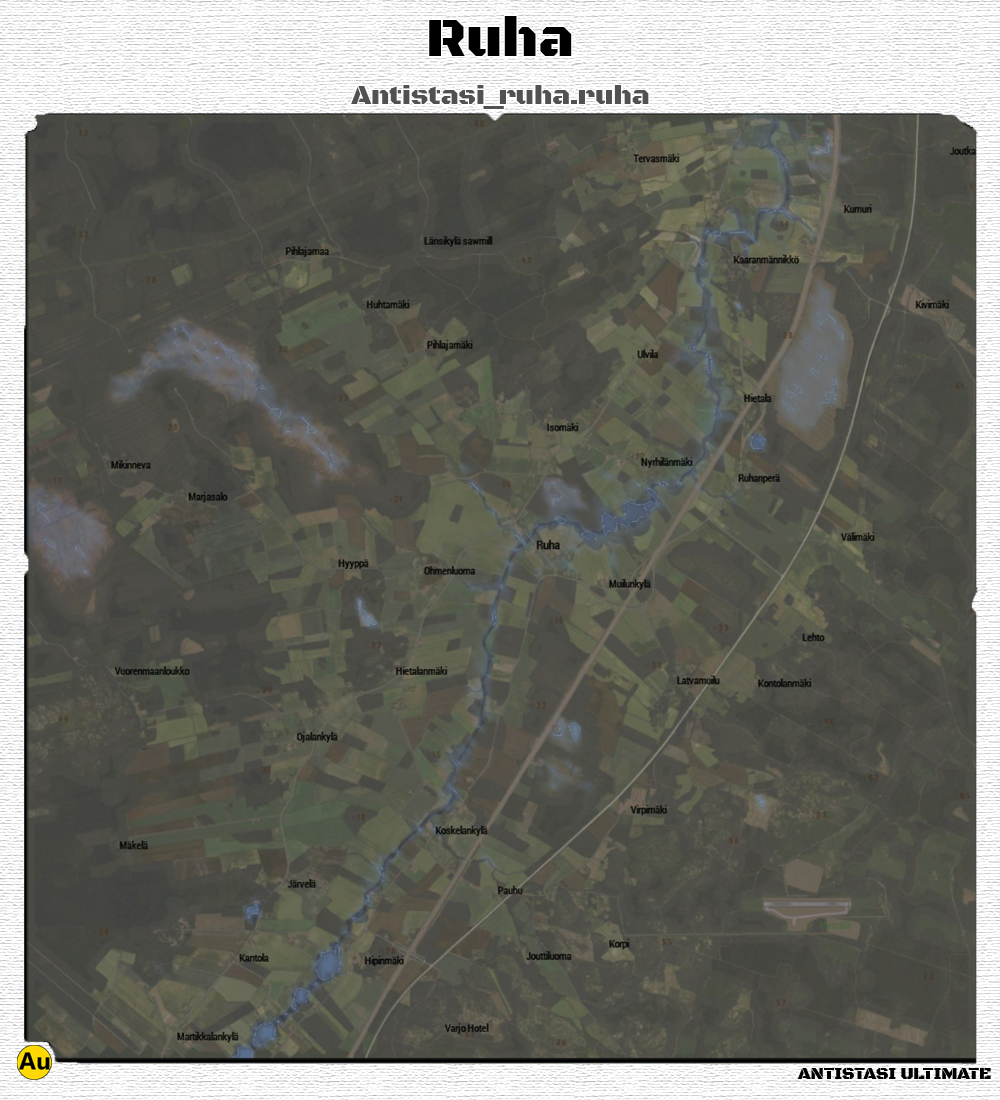 Ruha
Antistasi_ruha.ruha
Joutka
Tervasmäki
Kumuri
Länsikylä sawmill
Pihlajamaa
Kaaranmännikkö
Huhtamäki
Kivimäki
Pihlajamäki
Ulvila
Hietala
Isomäki
Nyrhilänmäki
Mikinneva
Ruhanperä
Marjasalo
Välimäki
Ruha
Hyyppä
Ohmenluoma
Muilunkylä
Lehto
Vuorenmaanloukko
Hietalanmäki
Latvamuilu
Kontolanmäki
Ojalankylä
Virpimäki
Koskelankylä
Mäkelä
Järvelä
Pauhu
Korpi
Kantola
Hipinmäki
Jouttiluoma
Varjo Hotel
Martikkalankylä
Au
ANTISTASI ULTIMATE